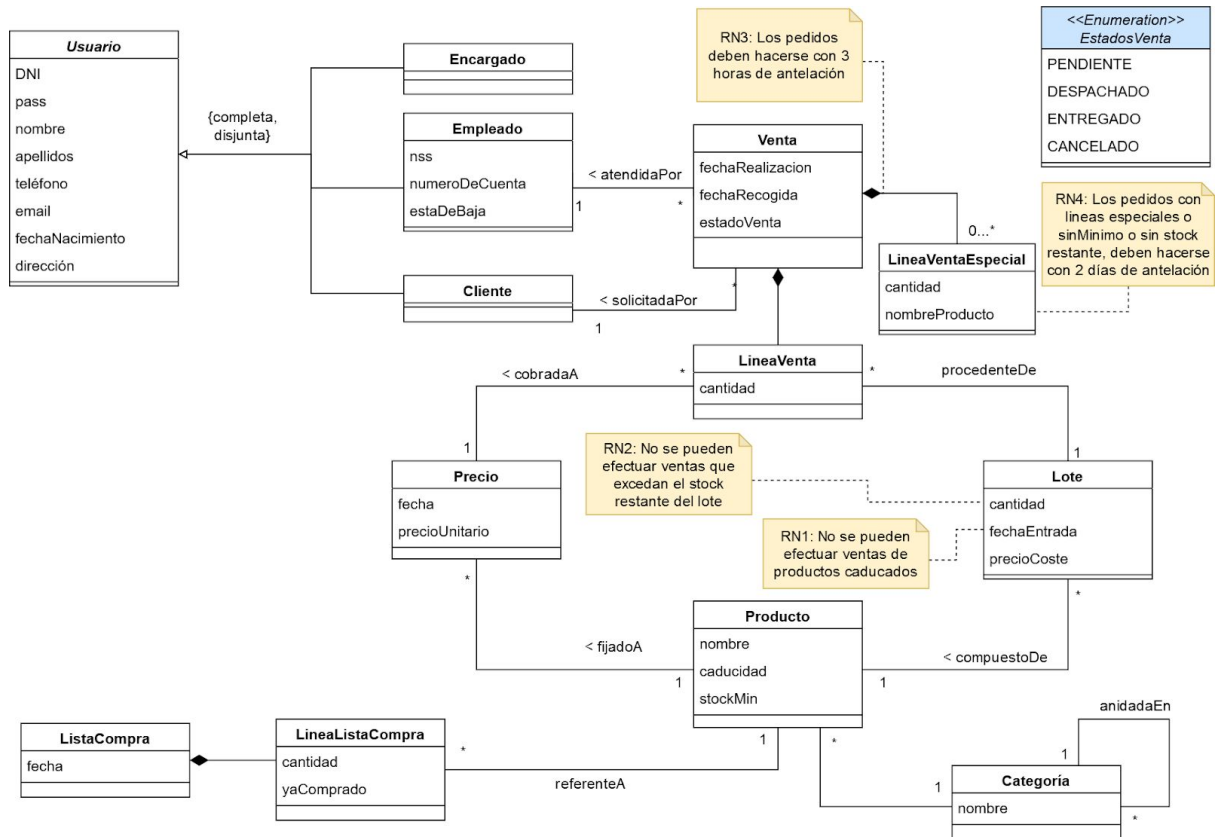 Usuario
DNI
pass
nombre
apellidos
teléfono
email
fechaNacimiento
dirección
{completa,
disjunta}
Encargado
Empleado
nss
numeroDeCuenta
estaDeBaja
Cliente
< atendidaPor
1
*
< solicitadaPor
1
*
RN3: Los pedidos
deben hacerse con 3
horas de antelación
Venta
fechaRealizacion
fechaRecogida
estadoVenta
<<Enumeration>>
EstadosVenta
PENDIENTE
DESPACHADO
ENTREGADO
CANCELADO
RN4: Los pedidos con
lineas especiales o
sinMinimo o sin stock
restante, deben hacerse
con 2 días de antelación
0...*
LineaVentaEspecial
cantidad
nombreProducto
LineaVenta
cantidad
< cobradaA
*
1
*
procedenteDe
1
Precio
fecha
precioUnitario
RN2: No se pueden
efectuar ventas que
excedan el stock
restante del lote
RN1: No se pueden
efectuar ventas de
productos caducados
Lote
cantidad
fechaEntrada
precioCoste
*
< fijadoA
1
Producto
nombre
caducidad
stockMin
*
< compuestoDe
1
ListaCompra
fecha
LineaListaCompra
cantidad
yaComprado
*
referenteA
1
*
1
anidadaEn
1
*
Categoría
nombre